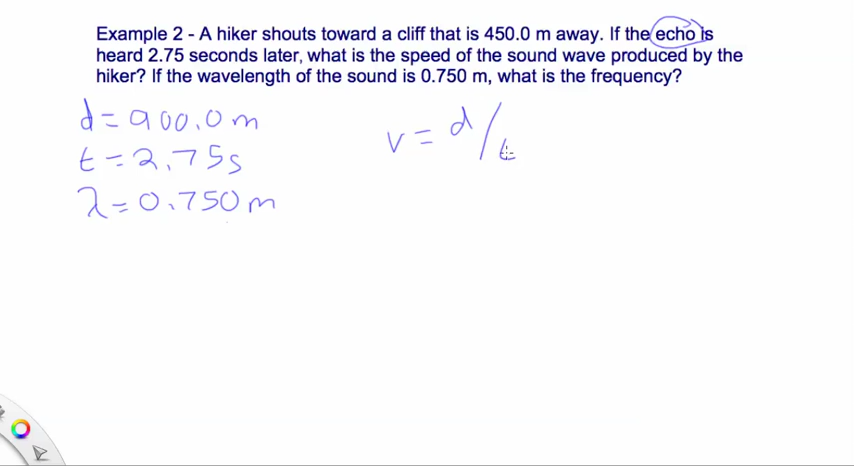 Example 2 - A hiker shouts toward a cliff that is 450.0 m away. If the echo is
heard 2.75 seconds later, what is the speed of the sound wave produced by the
hiker? If the wavelength of the sound is 0.750 m, what is the frequency?
d = 900.0 m
v = d/t
t = 2.75 s
λ = 0.750 m